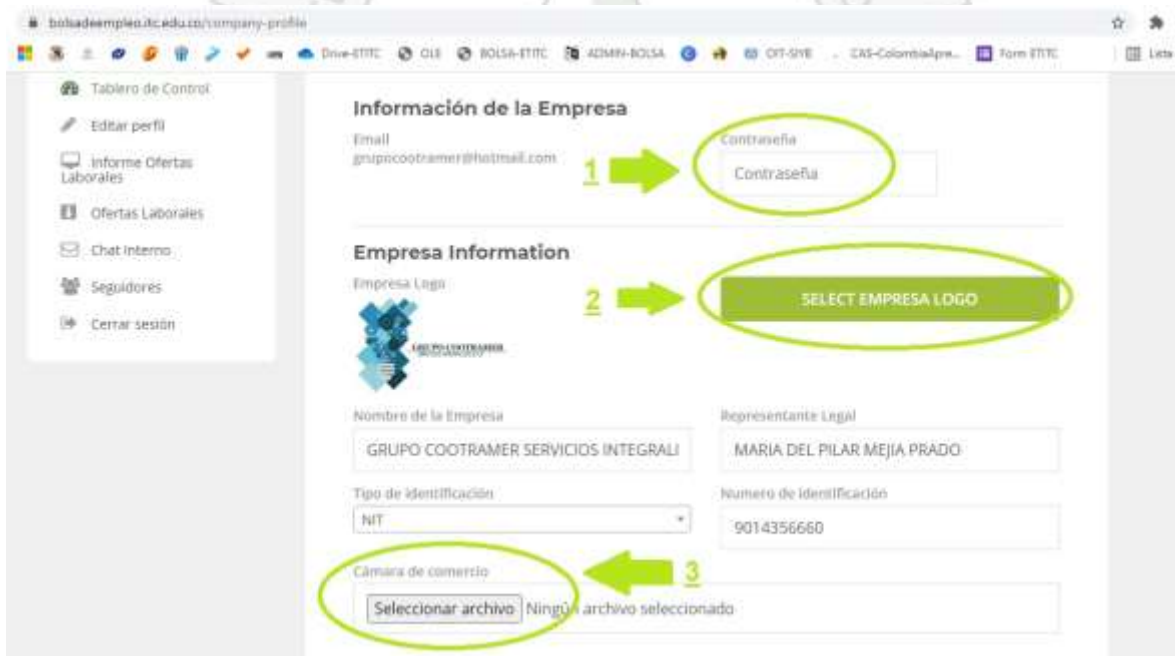 bolsadeempleo.itc.edu.co/company-profile
Drive-ETITC OLE BOLSA-ETITC ADMIN-BOLSA Form ETITC
Tablero de Control
Editar perfil
Informe Ofertas
Laborales
Ofertas Laborales
Chat Interno
Seguidores
Cerrar sesión
Información de la Empresa
Email
grupocootramer@hotmail.com
Contraseña
1
Contraseña
Empresa Information
Empresa Logo
2
SELECT EMPRESA LOGO
GRUPO COOTRAMER
Nombre de la Empresa
Representante Legal
GRUPO COOTRAMER SERVICIOS INTEGRALI
MARIA DEL PILAR MEJIA PRADO
Tipo de identificación
Numero de identificación
NIT
9014356660
Cámara de comercio
3
Seleccionar archivo Ningún archivo seleccionado